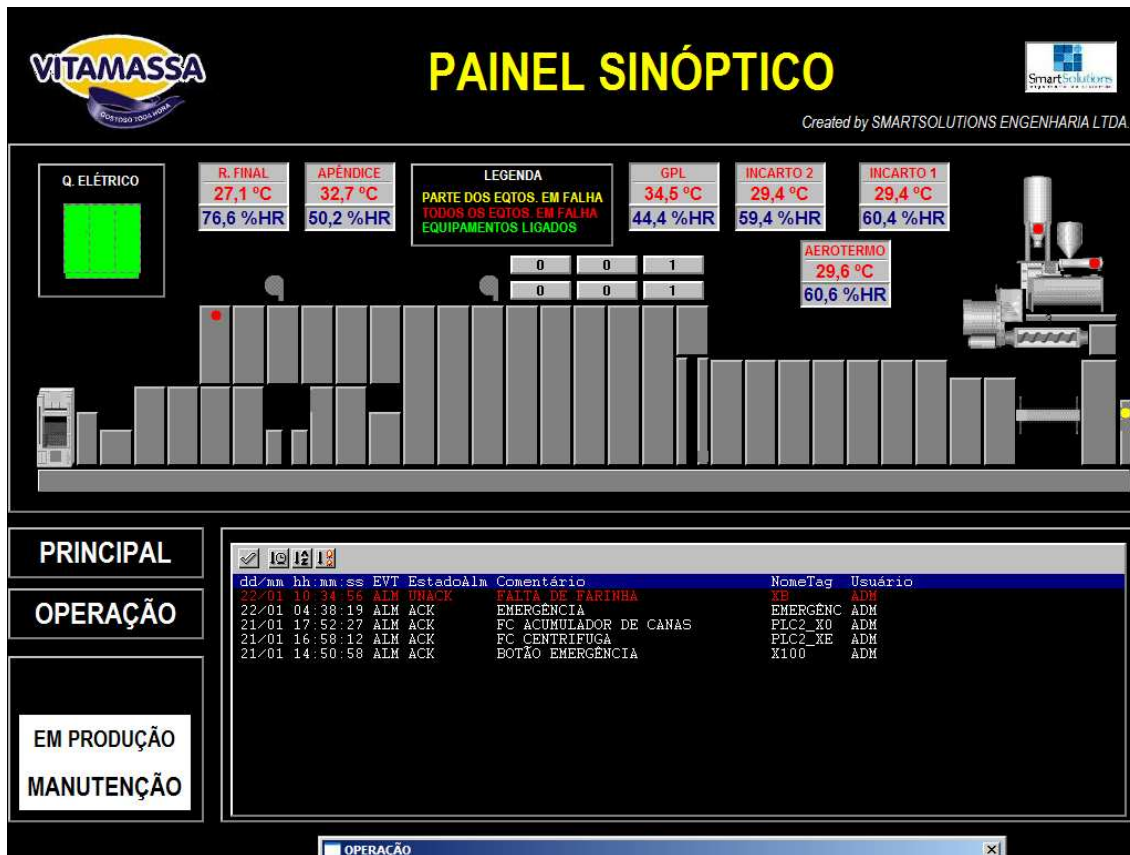 VITAMASSA
GOSTOSO TODA HORA
PAINEL SINÓPTICO
SmartSolutions
Created by SMARTSOLUTIONS ENGENHARIA LTDA.
Q. ELÉTRICO
R. FINAL
27,1 ºC
76,6 %HR
APÊNDICE
32,7 ºC
50,2 %HR
LEGENDA
PARTE DOS EQTOS. EM FALHA
TODOS OS EQTOS. EM FALHA
EQUIPAMENTOS LIGADOS
GPL
34,5 ºC
44,4 %HR
INCARTO 2
29,4 ºC
59,4 %HR
INCARTO 1
29,4 ºC
60,4 %HR
AEROTERMO
29,6 ºC
60,6 %HR
0 0 1
0 0 1
PRINCIPAL
OPERAÇÃO
EM PRODUÇÃO
MANUTENÇÃO
dd/mm hh:mm:ss EVT EstadoAlm Comentário NomeTag Usuário
22/01 10:34:56 ALM UNACK FALTA DE FARINHA XB ADM
22/01 04:38:19 ALM ACK EMERGÊNCIA EMERGÊNC ADM
21/01 17:52:27 ALM ACK FC ACUMULADOR DE CANAS PLC2_X0 ADM
21/01 16:58:12 ALM ACK FC CENTRIFUGA PLC2_XE ADM
21/01 14:50:58 ALM ACK BOTÃO EMERGÊNCIA X100 ADM
OPERAÇÃO